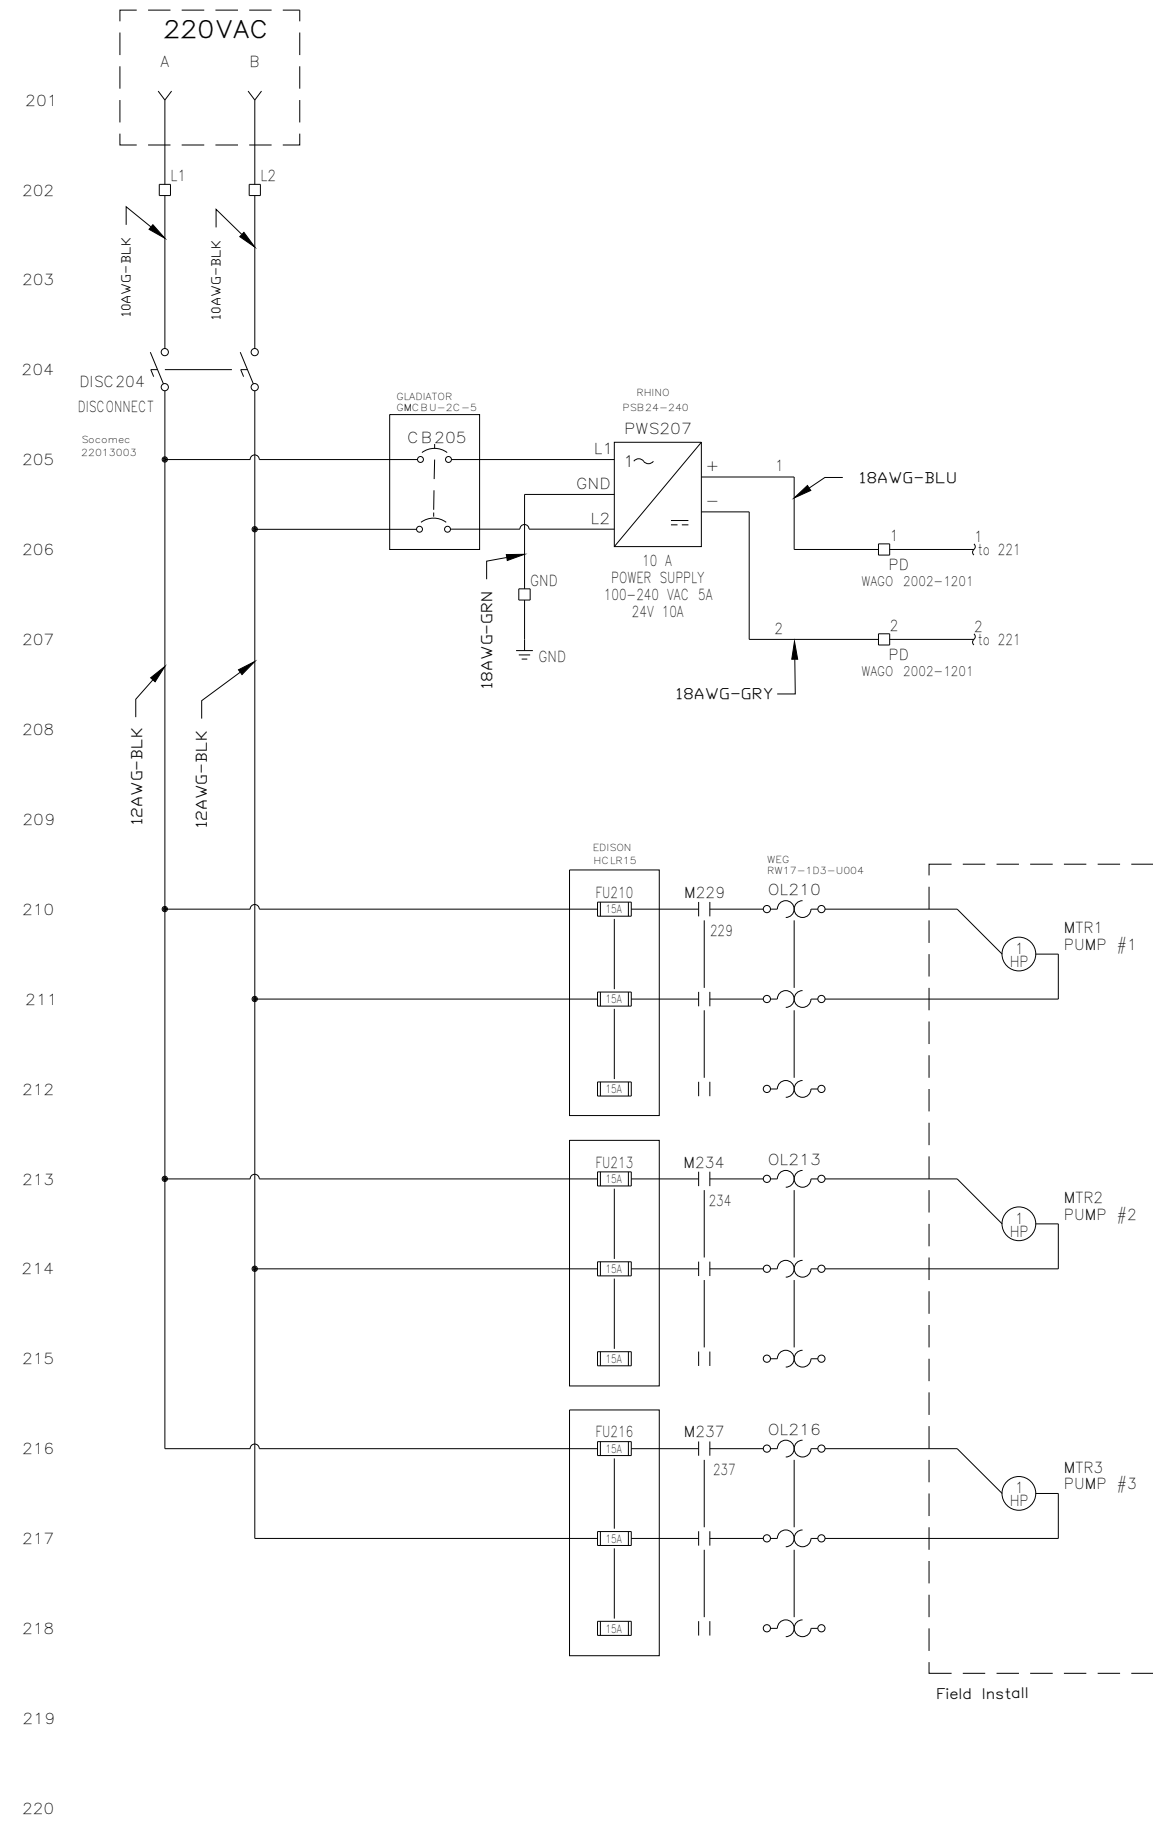 220VAC
A B
201
L1 L2
202
10AWG-BLK
10AWG-BLK
203
204
DISC204
DISCONNECT
Socomec
22013003
GLADIATOR
GMCBU-2C-5
CB205
RHINO
PSB24-240
PWS207
205
L1
1
GND
L2
+
-
1
18AWG-BLU
206
1
1
to 221
PD
WAGO 2002-1201
10 A
POWER SUPPLY
100-240 VAC 5A
24V 10A
18AWG-GRN
GND
GND
207
2
2
2
to 221
PD
WAGO 2002-1201
18AWG-GRY
208
12AWG-BLK
12AWG-BLK
209
EDISON
HCLR15
WEG
RW17-1D3-U004
210
FU210
15A
M229
229
OL210
1
HP
MTR1
PUMP #1
211
15A
212
15A
213
FU213
15A
M234
234
OL213
1
HP
MTR2
PUMP #2
214
15A
215
15A
216
FU216
15A
M237
237
OL216
1
HP
MTR3
PUMP #3
217
15A
218
15A
Field Install
219
220